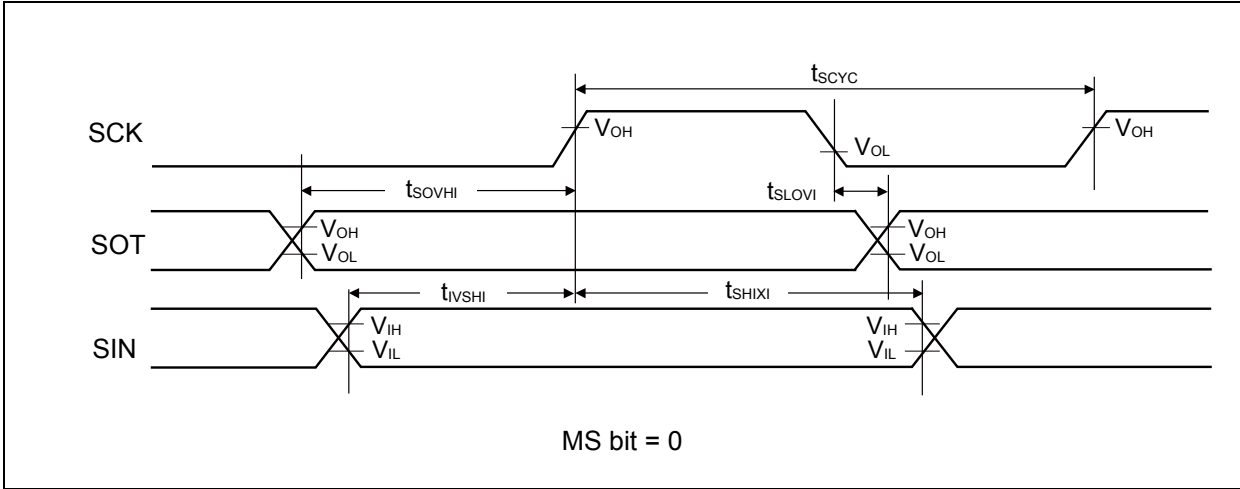 tSCYC
SCK
VOH
VOL
VOH
tSOVHI
tSLOVI
SOT
VOH
VOL
VOH
VOL
tIVSHI
tSHIXI
SIN
VIH
VIL
VIH
VIL
MS bit = 0